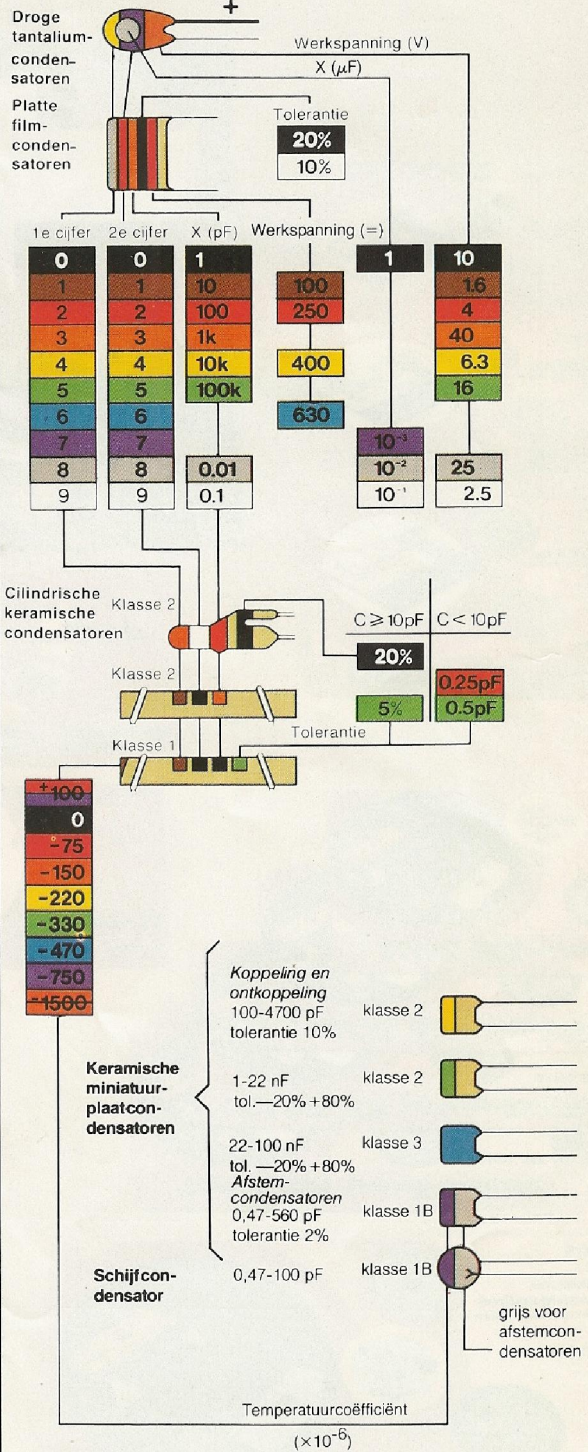 Droge
tantalium-
conden-
satoren
+
Werkspanning (V)
X (μF)
Platte
film-
conden-
satoren
Tolerantie
20%
10%
1e cijfer 2e cijfer X (pF) Werkspanning (=)
0 0 1 1 10
1 1 10 100 1.6
2 2 100 250 4
3 3 1k 40
4 4 10k 400 6.3
5 5 100k 16
6 6 630
7 7 10⁻³
8 8 0.01 10⁻² 25
9 9 0.1 10⁻¹ 2.5
Cilindrische
keramische
condensatoren
Klasse 2
C ≥ 10pF C < 10pF
20%
Klasse 2
0.25pF
5% 0.5pF
Tolerantie
Klasse 1
+100
0
-75
-150
-220
-330
-470
-750
-1500
Keramische
miniatuur-
plaatcon-
densatoren
Koppeling en
ontkoppeling
100-4700 pF klasse 2
tolerantie 10%
1-22 nF klasse 2
tol.—20% +80%
22-100 nF klasse 3
tol. —20% +80%
Afstem-
condensatoren
0,47-560 pF klasse 1B
tolerantie 2%
Schijfcon-
densator
0,47-100 pF klasse 1B
grijs voor
afstemcon-
densatoren
Temperatuurcoëfficiënt
(×10⁻⁶)